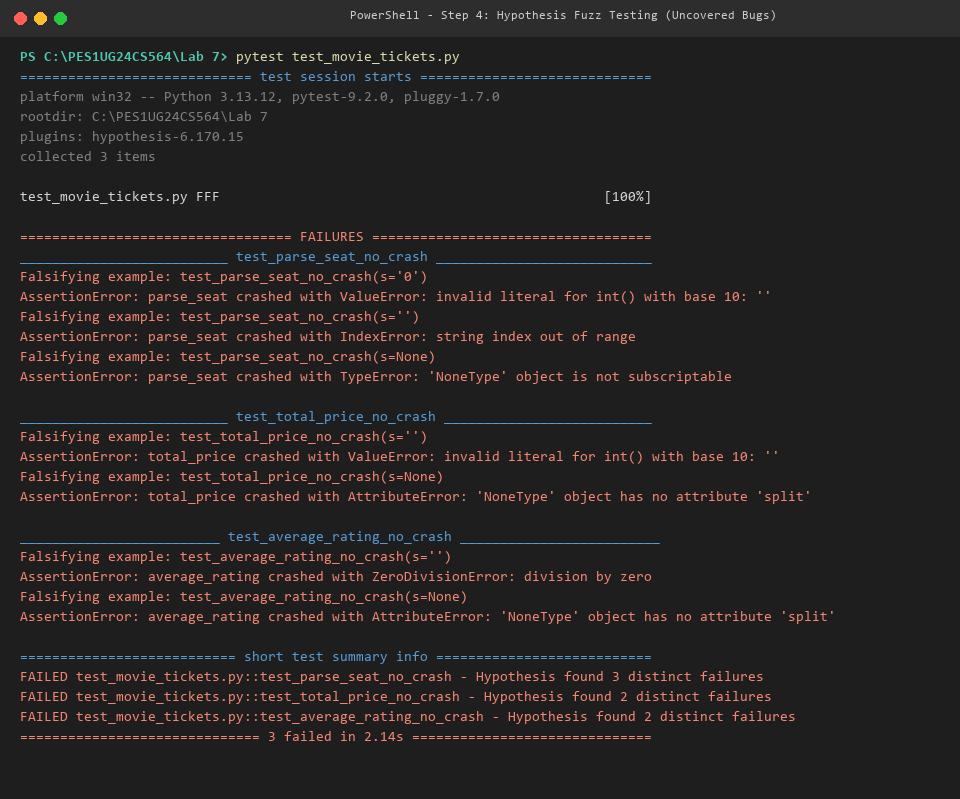 PowerShell - Step 4: Hypothesis Fuzz Testing (Uncovered Bugs)
PS C:\PES1UG24CS564\Lab 7> pytest test_movie_tickets.py
============================= test session starts =============================
platform win32 -- Python 3.13.12, pytest-9.2.0, pluggy-1.7.0
rootdir: C:\PES1UG24CS564\Lab 7
plugins: hypothesis-6.170.15
collected 3 items
test_movie_tickets.py FFF                                                [100%]
================================== FAILURES ===================================
__________________________ test_parse_seat_no_crash ___________________________
Falsifying example: test_parse_seat_no_crash(s='0')
AssertionError: parse_seat crashed with ValueError: invalid literal for int() with base 10: ''
Falsifying example: test_parse_seat_no_crash(s='')
AssertionError: parse_seat crashed with IndexError: string index out of range
Falsifying example: test_parse_seat_no_crash(s=None)
AssertionError: parse_seat crashed with TypeError: 'NoneType' object is not subscriptable
__________________________ test_total_price_no_crash __________________________
Falsifying example: test_total_price_no_crash(s='')
AssertionError: total_price crashed with ValueError: invalid literal for int() with base 10: ''
Falsifying example: test_total_price_no_crash(s=None)
AssertionError: total_price crashed with AttributeError: 'NoneType' object has no attribute 'split'
_________________________ test_average_rating_no_crash _________________________
Falsifying example: test_average_rating_no_crash(s='')
AssertionError: average_rating crashed with ZeroDivisionError: division by zero
Falsifying example: test_average_rating_no_crash(s=None)
AssertionError: average_rating crashed with AttributeError: 'NoneType' object has no attribute 'split'
=========================== short test summary info ===========================
FAILED test_movie_tickets.py::test_parse_seat_no_crash - Hypothesis found 3 distinct failures
FAILED test_movie_tickets.py::test_total_price_no_crash - Hypothesis found 2 distinct failures
FAILED test_movie_tickets.py::test_average_rating_no_crash - Hypothesis found 2 distinct failures
============================== 3 failed in 2.14s ==============================